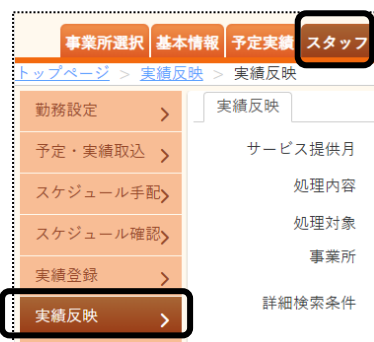 事業所選択 基本情報 予定実績 スタッフ
トップページ > 実績反映 > 実績反映
勤務設定
実績反映
予定・実績取込
サービス提供月
スケジュール手配
処理内容
スケジュール確認
処理対象
事業所
実績登録
詳細検索条件
実績反映